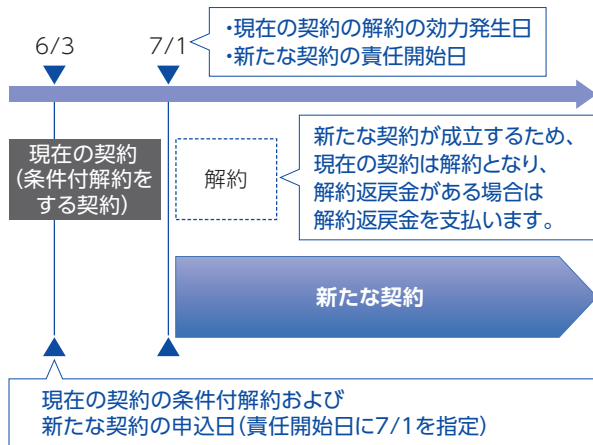 6/3
7/1
・現在の契約の解約の効力発生日
・新たな契約の責任開始日
現在の契約
(条件付解約を
する契約)
解約
新たな契約が成立するため、
現在の契約は解約となり、
解約返戻金がある場合は
解約返戻金を支払います。
新たな契約
現在の契約の条件付解約および
新たな契約の申込日(責任開始日に7/1を指定)